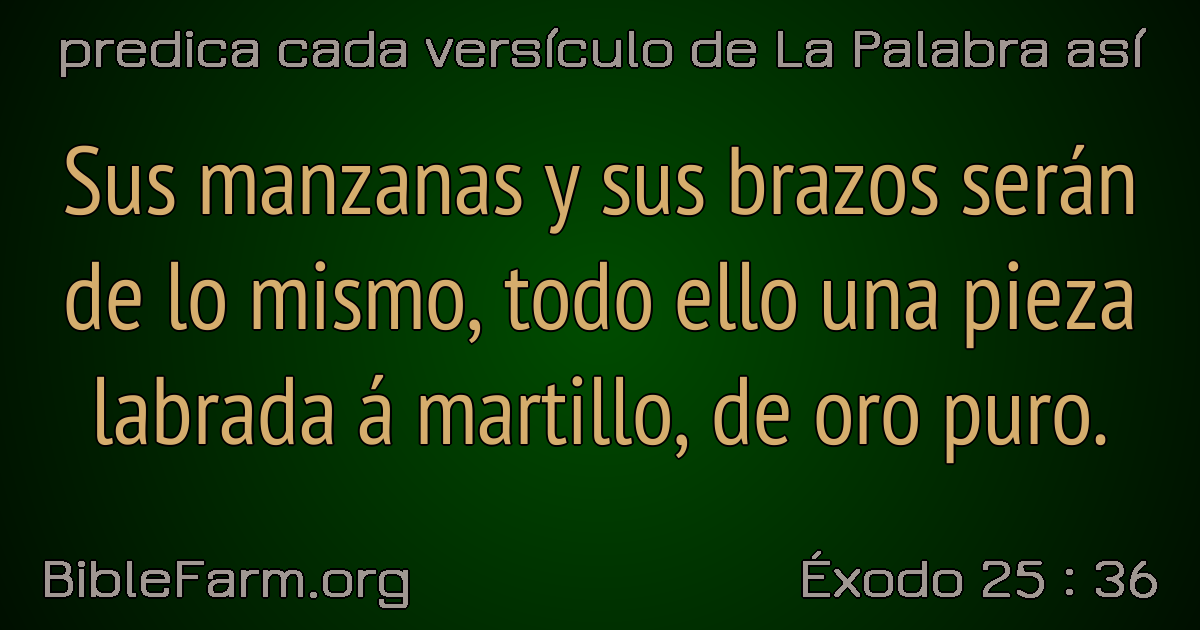 predica cada versículo de La Palabra así
Sus manzanas y sus brazos serán
de lo mismo, todo ello una pieza
labrada á martillo, de oro puro.
BibleFarm.org
Éxodo 25 : 36